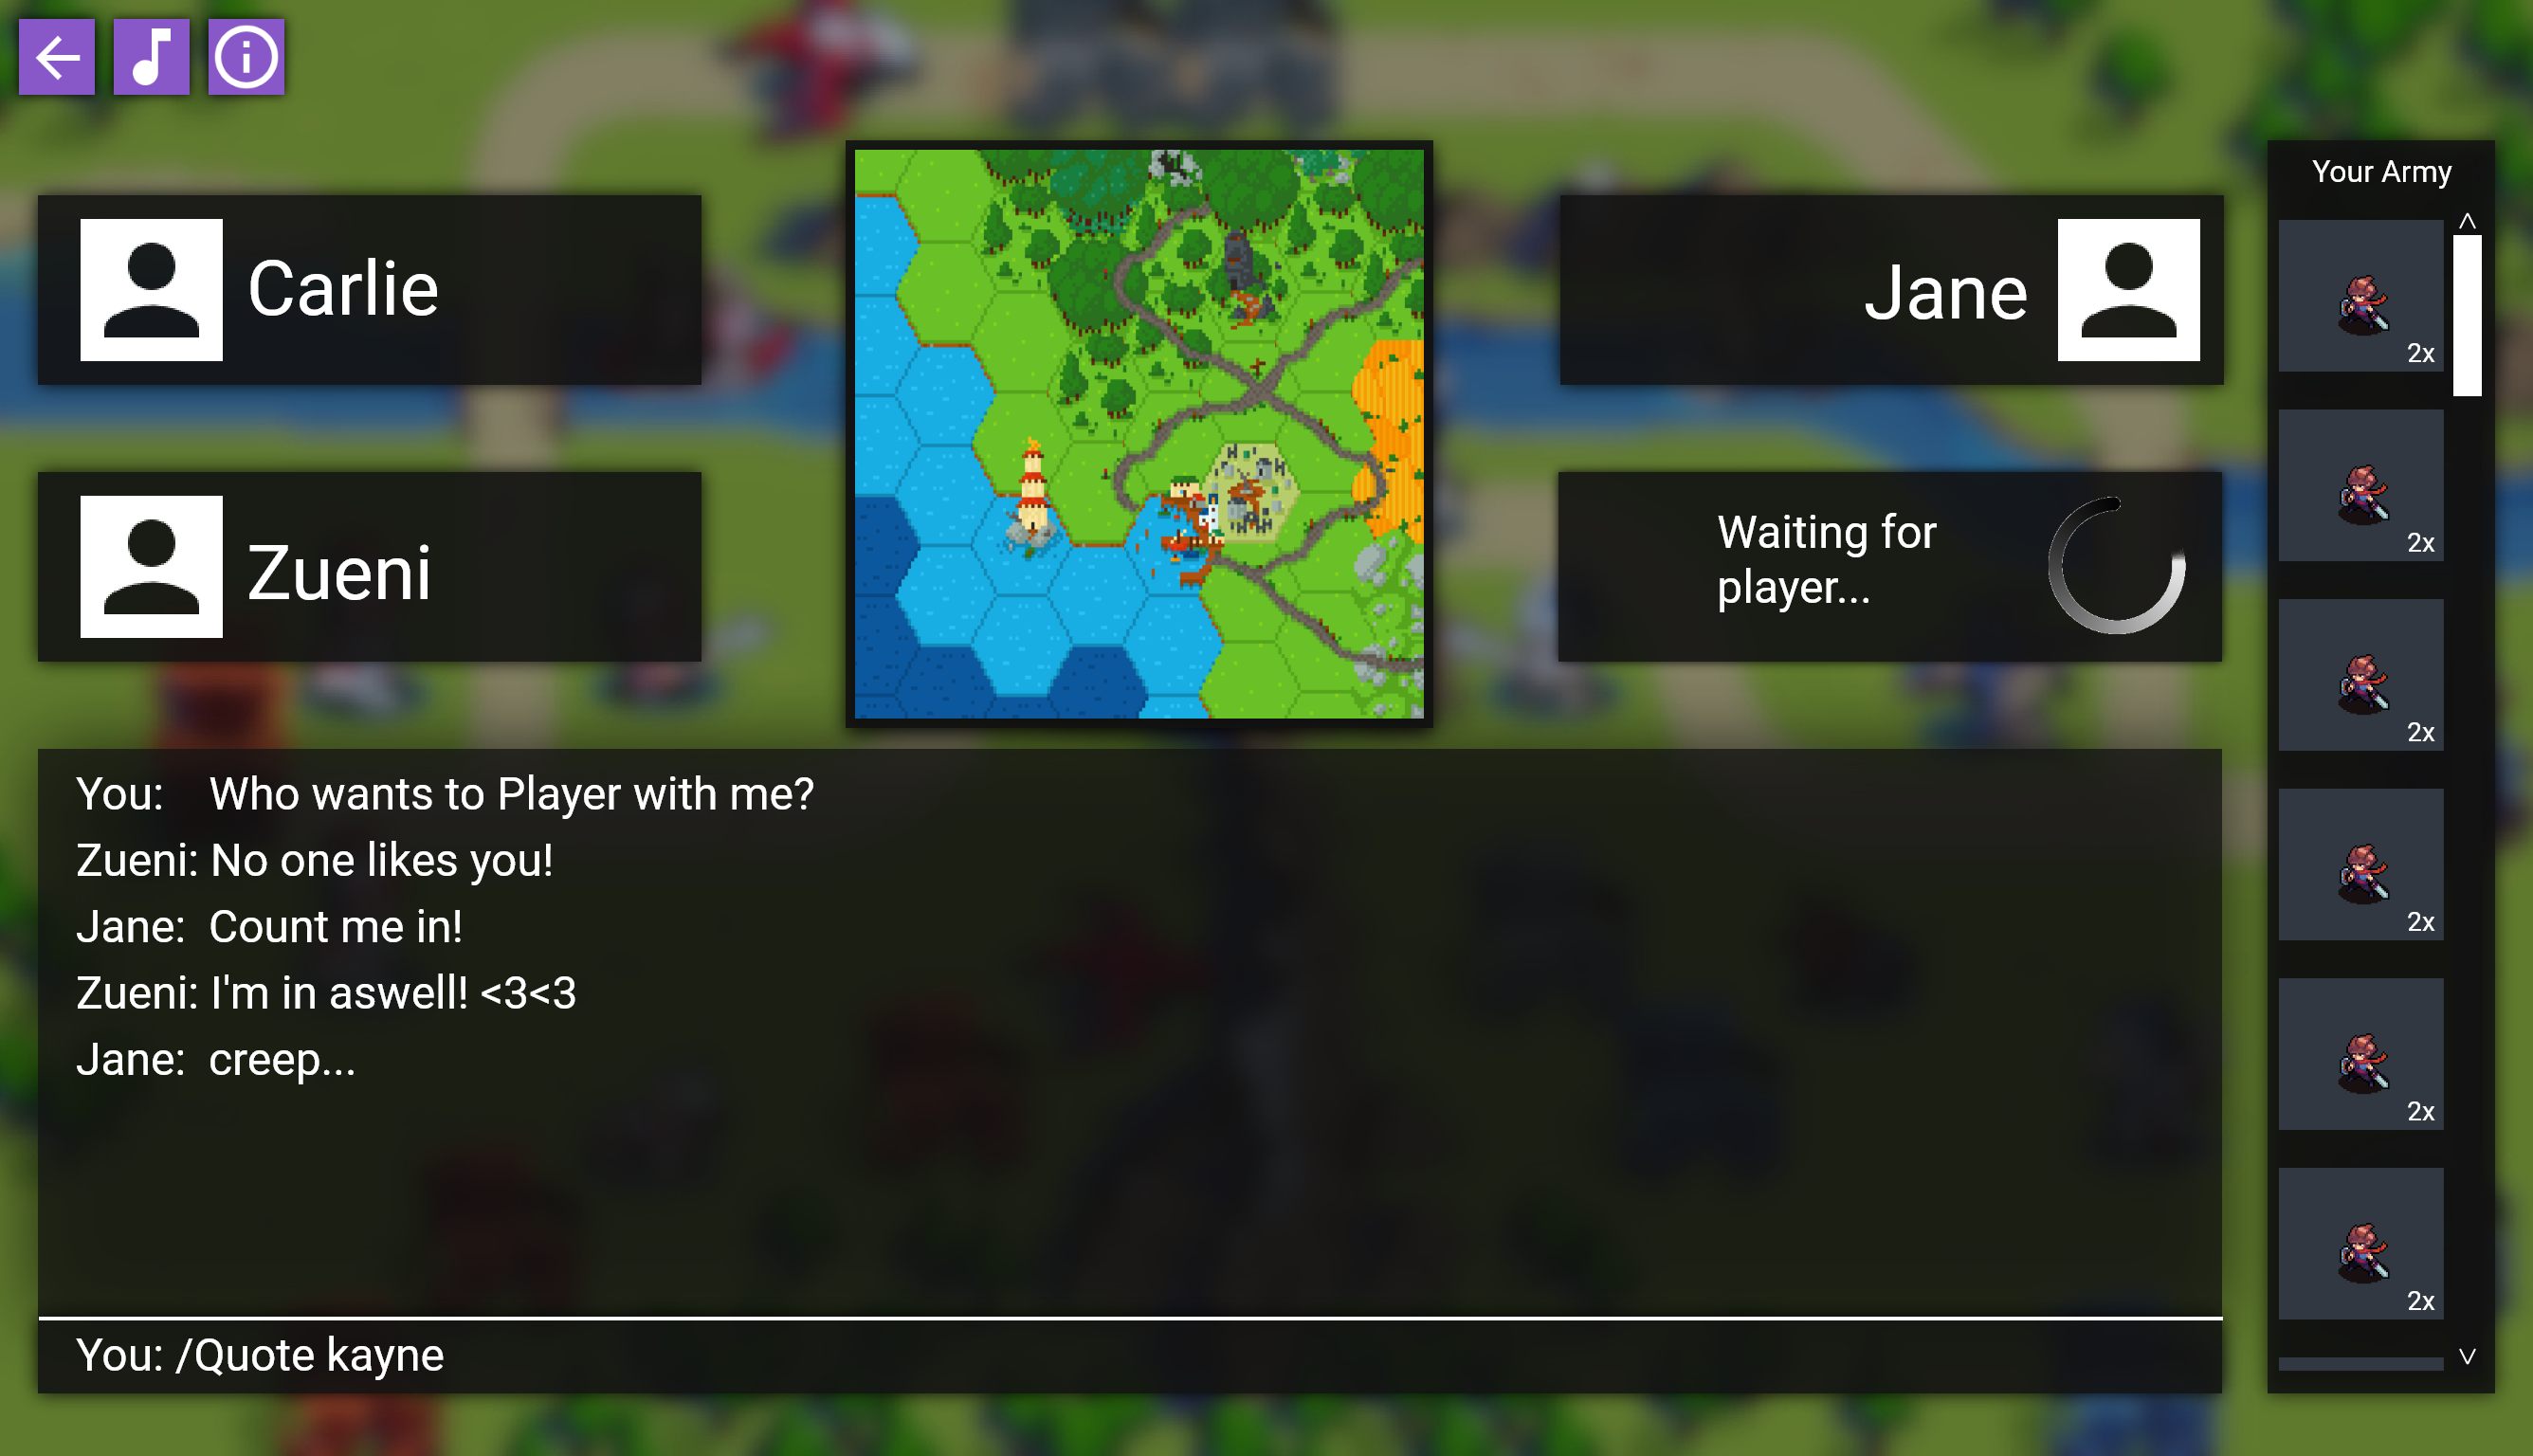 Carlie
Jane
Your Army
2x
2x
Zueni
Waiting for
player...
2x
You: Who wants to Player with me?
Zueni: No one likes you!
Jane: Count me in!
Zueni: I'm in aswell! <3<3
Jane: creep...
2x
2x
2x
You: /Quote kayne